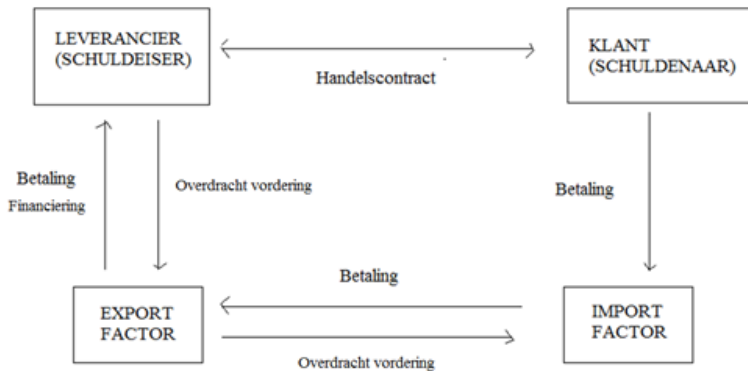 LEVERANCIER
(SCHULDEISER)
KLANT
(SCHULDENAAR)
Handelscontract
Betaling
Financiering
Overdracht vordering
Betaling
Betaling
EXPORT
FACTOR
IMPORT
FACTOR
Overdracht vordering